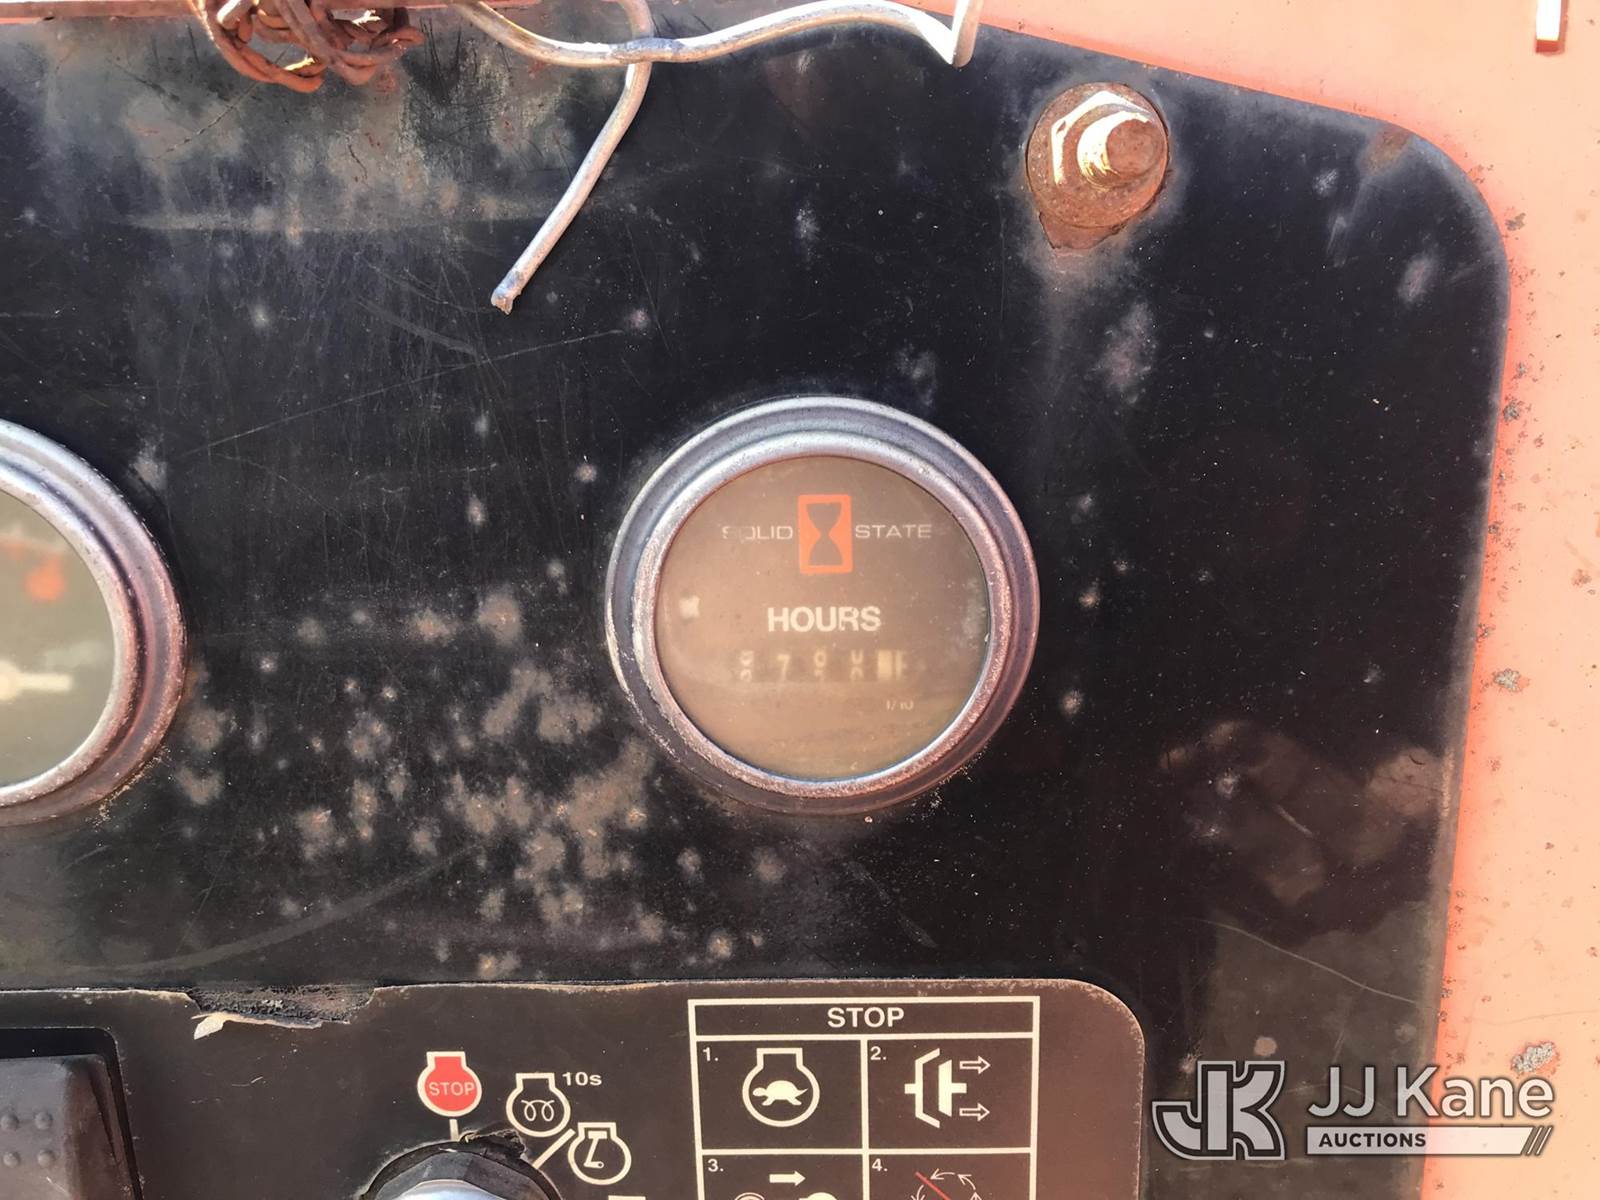 SOLID STATE
HOURS
1/10
STOP
1.
2.
STOP
10s
3.
4.
JJ Kane
AUCTIONS